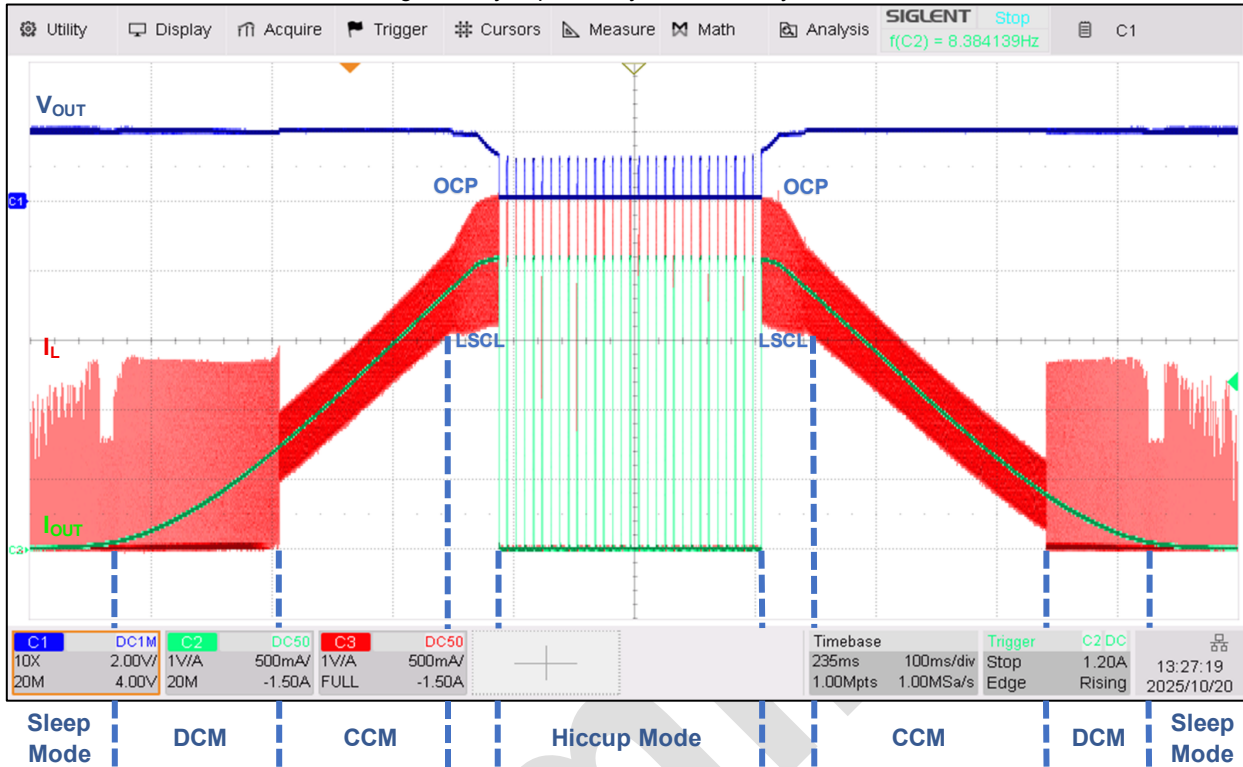 Utility Display Acquire Trigger Cursors Measure Math Analysis SIGLENT Stop C1
f(C2) = 8.384139Hz
VOUT
OCP OCP
C1
LSCL LSCL
IL
IOUT
C3
C1 DC1M C2 DC50 C3 DC50 Timebase Trigger C2 DC
10X 2.00V/ 1V/A 500mA/ 1V/A 500mA/ 235ms 100ms/div Stop 1.20A 13:27:19
20M 4.00V 20M -1.50A FULL -1.50A 1.00Mpts 1.00MSa/s Edge Rising 2025/10/20
Sleep Mode DCM CCM Hiccup Mode CCM DCM Sleep Mode